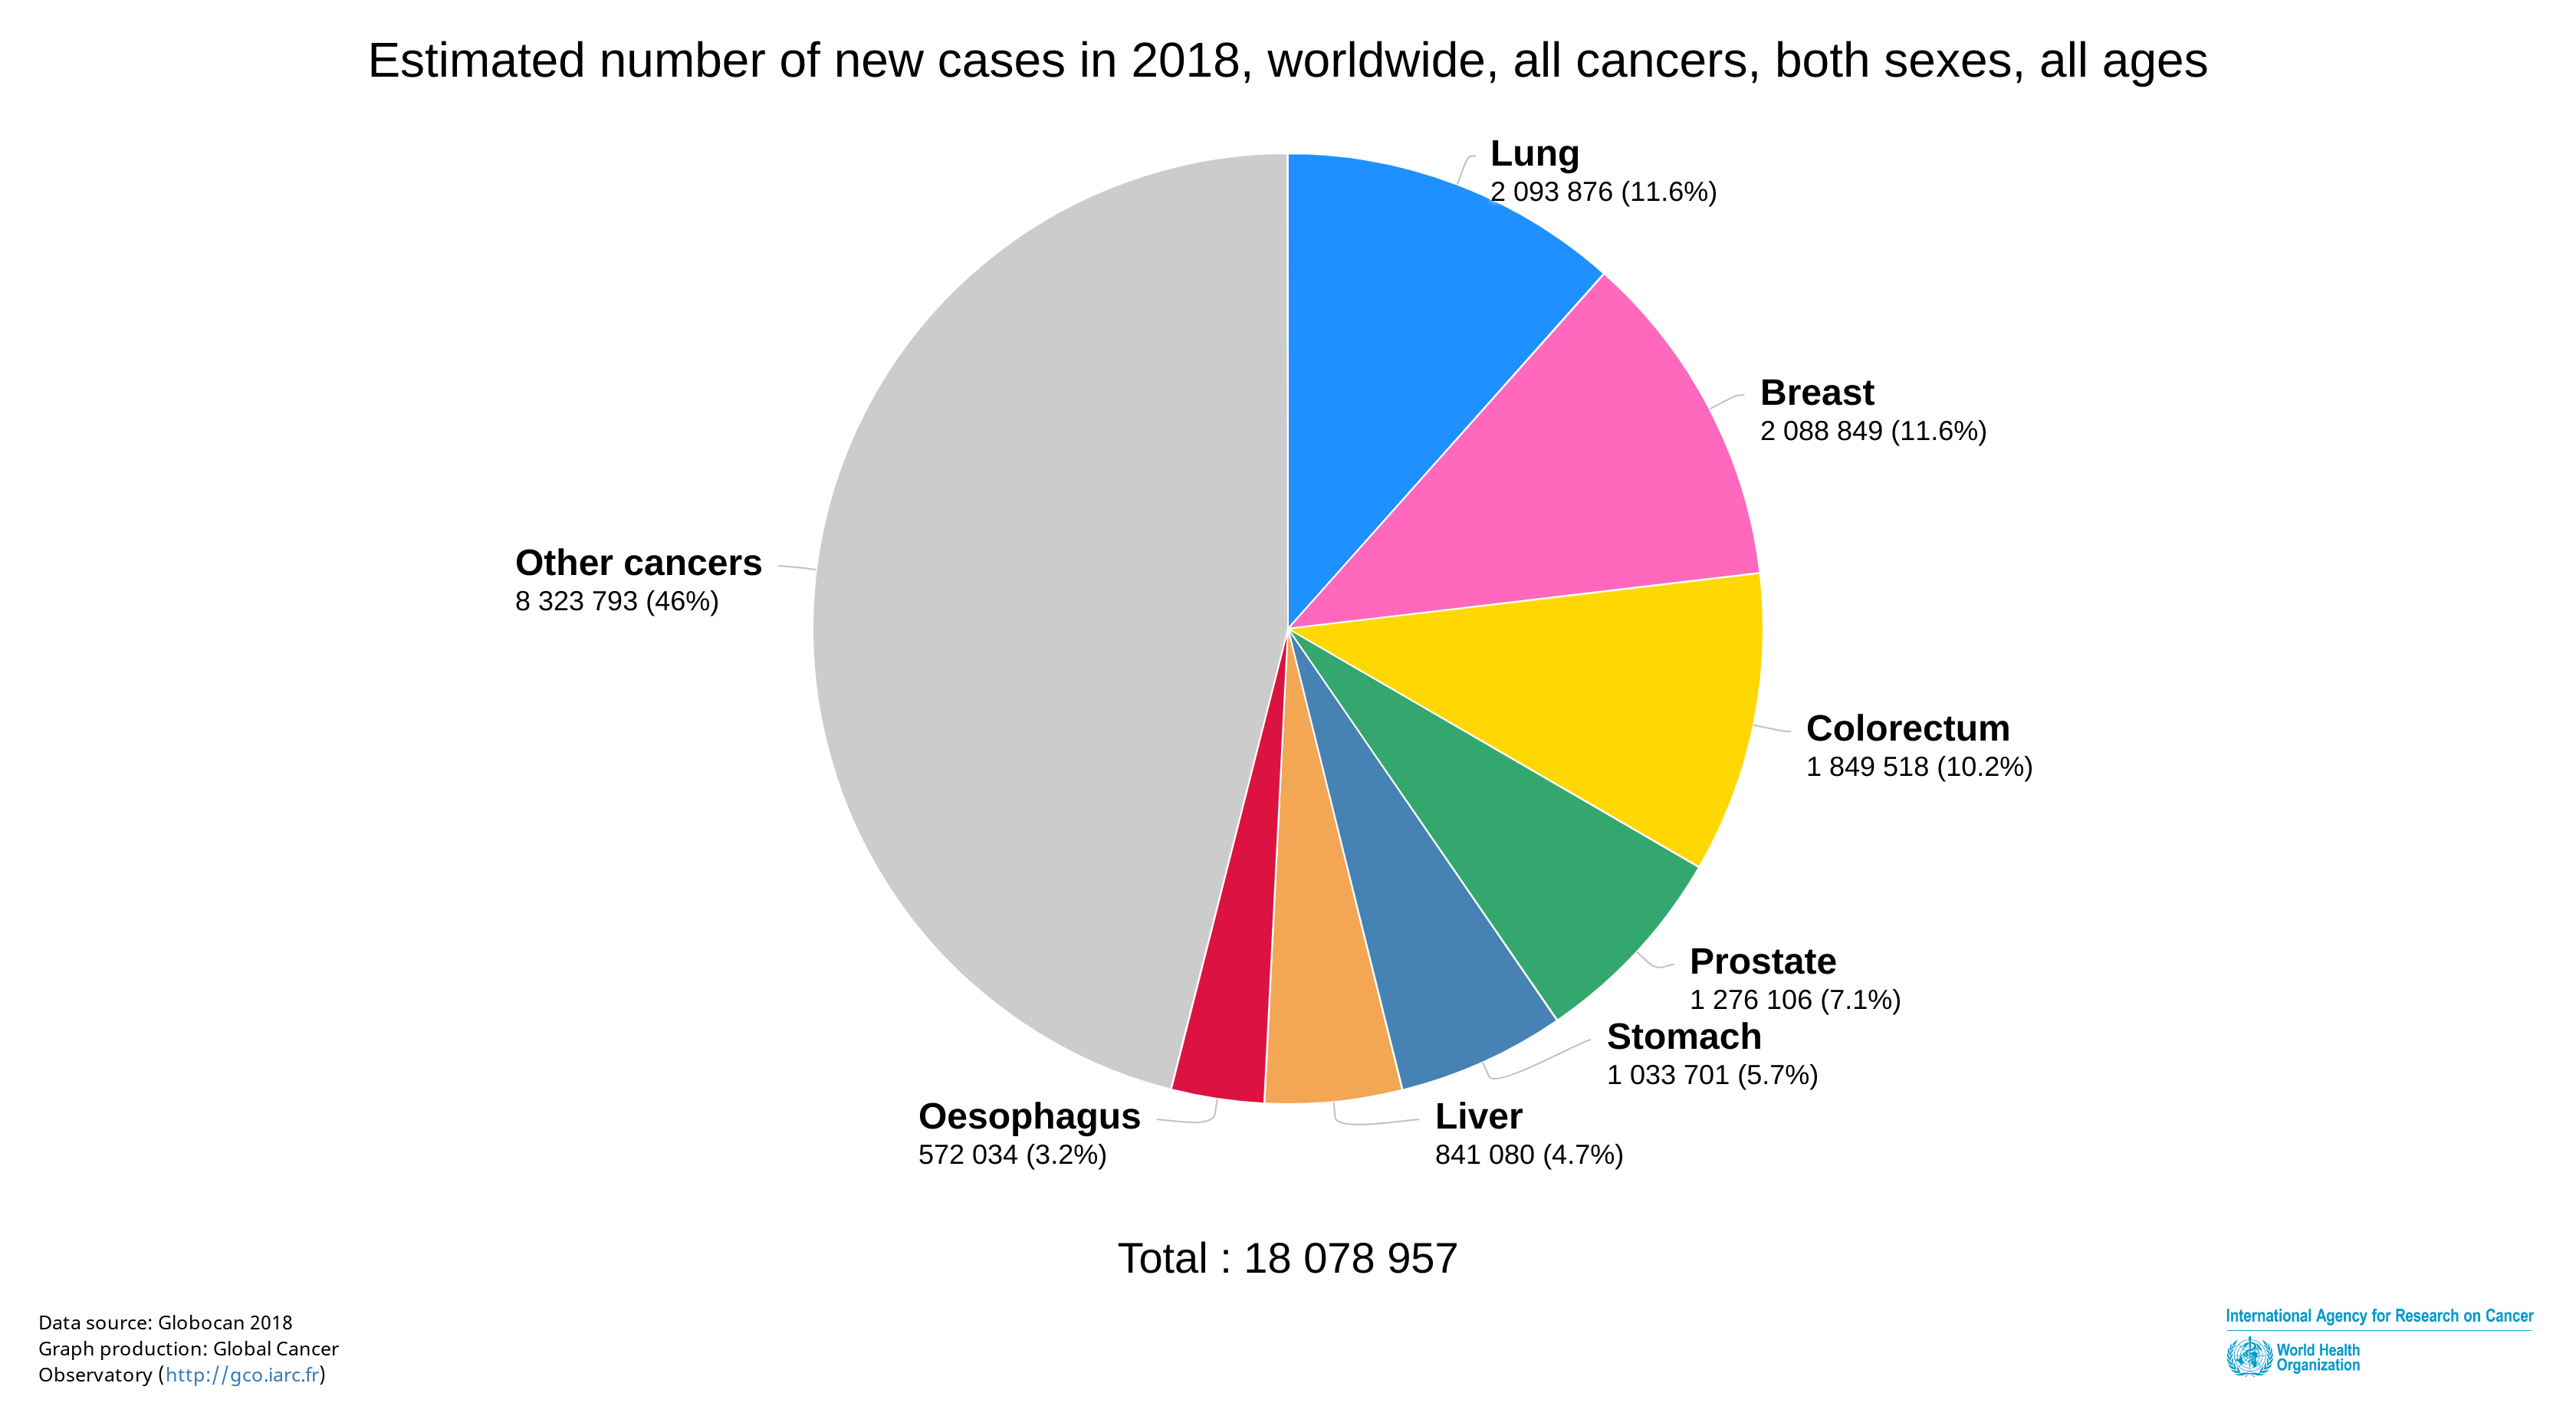 Estimated number of new cases in 2018, worldwide, all cancers, both sexes, all ages
Lung
2 093 876 (11.6%)
Breast
2 088 849 (11.6%)
Other cancers
8 323 793 (46%)
Colorectum
1 849 518 (10.2%)
Prostate
1 276 106 (7.1%)
Stomach
1 033 701 (5.7%)
Oesophagus
572 034 (3.2%)
Liver
841 080 (4.7%)
Total : 18 078 957
Data source: Globocan 2018
Graph production: Global Cancer
Observatory (http://gco.iarc.fr)
International Agency for Research on Cancer
World Health
Organization